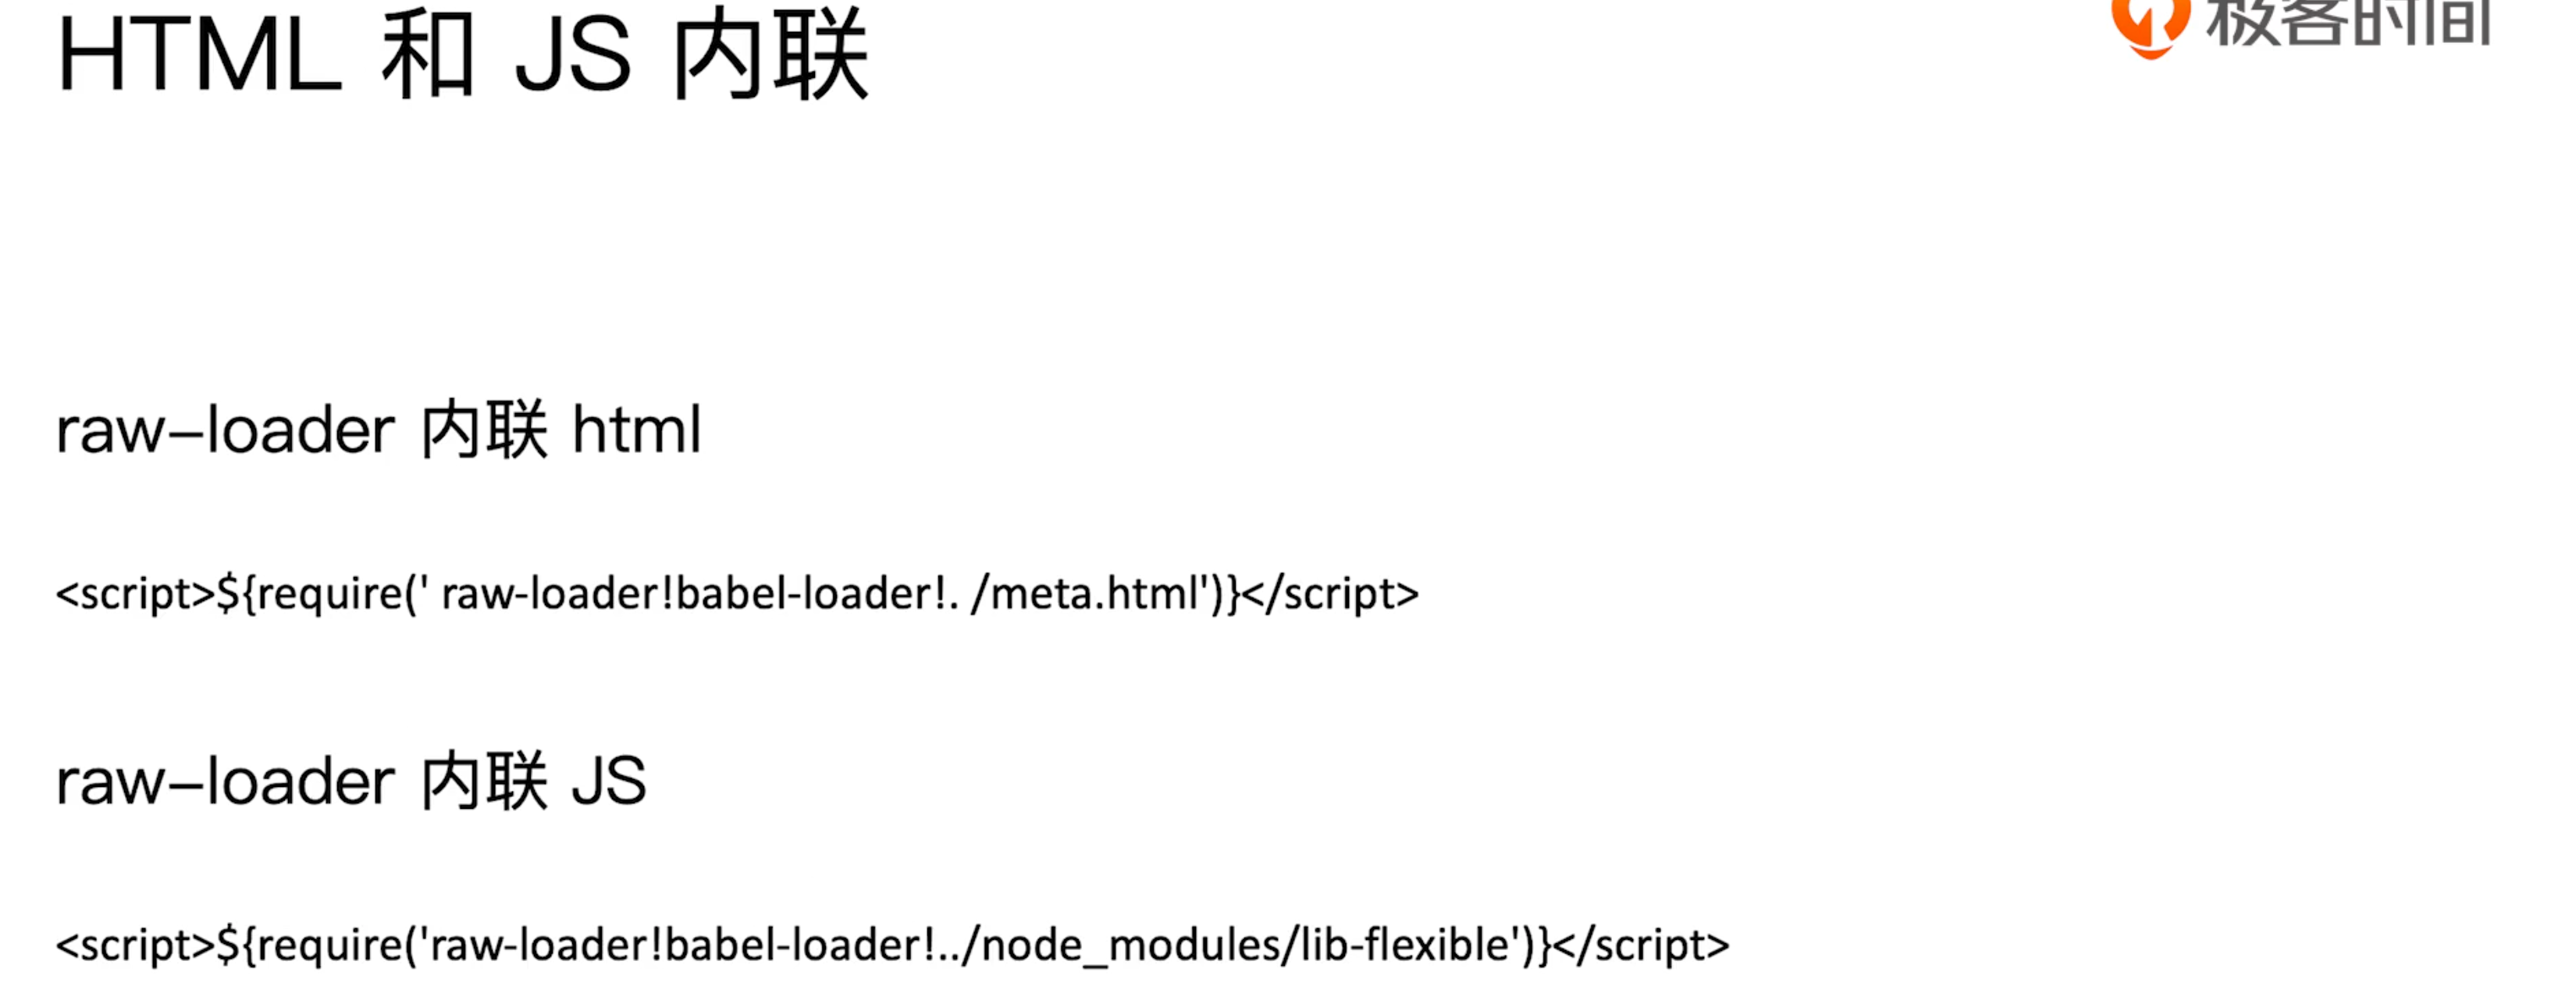 HTML 和 JS 内联
极客时间
raw-loader 内联 html
<script>${require(' raw-loader!babel-loader!. /meta.html')}</script>
raw-loader 内联 JS
<script>${require('raw-loader!babel-loader!../node_modules/lib-flexible')}</script>